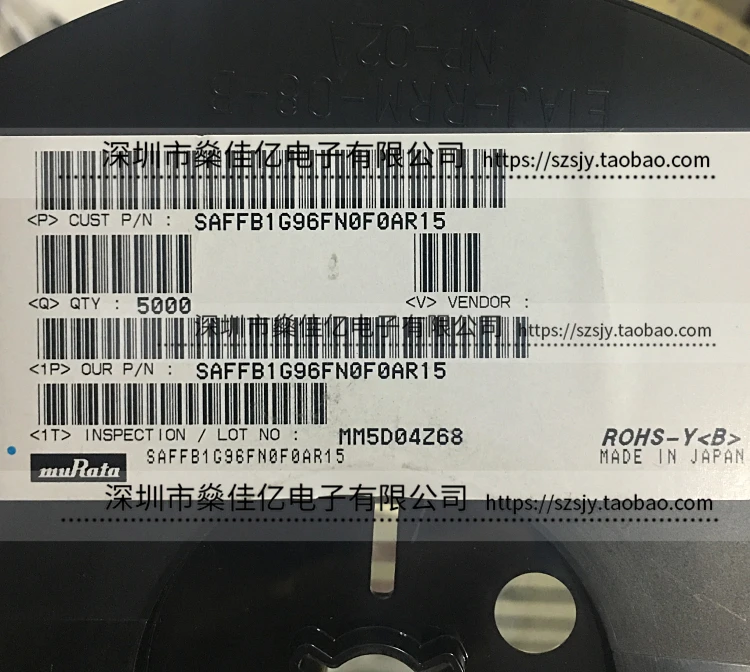 NP-02A
EIAJ-RRM-08-B
深圳市燊佳亿电子有限公司 https://szsjy.taobao.com
<P> CUST P/N : SAFFB1G96FN0F0AR15
<Q> QTY : 5000 <V> VENDOR :
深圳市燊佳亿电子有限公司 https://szsjy.taobao.com
<1P> OUR P/N : SAFFB1G96FN0F0AR15
<1T> INSPECTION / LOT NO : MM5D04Z68 ROHS-Y<B>
muRata SAFFB1G96FN0F0AR15 MADE IN JAPAN
深圳市燊佳亿电子有限公司 https://szsjy.taobao.com